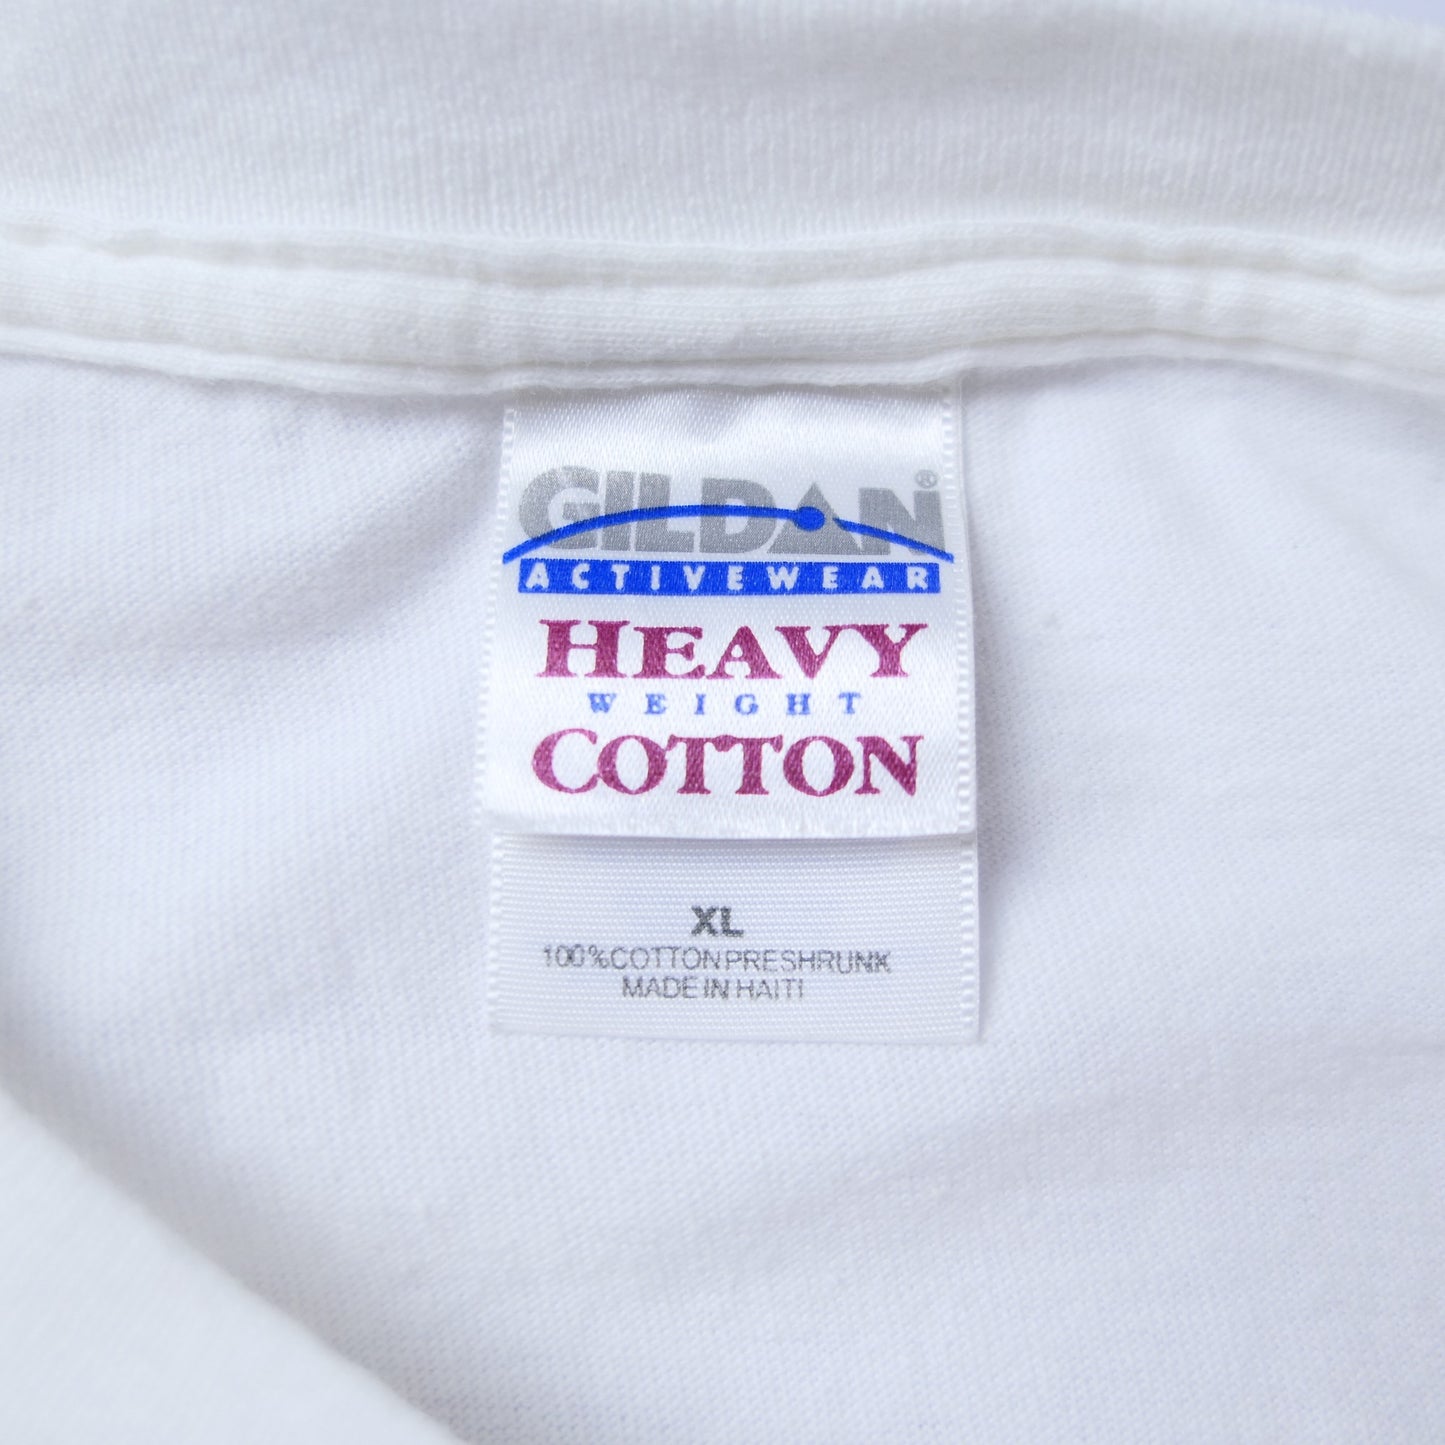 GILDAN®
ACTIVEWEAR
HEAVY
WEIGHT
COTTON
XL
100% COTTON PRESHRUNK
MADE IN HAITI